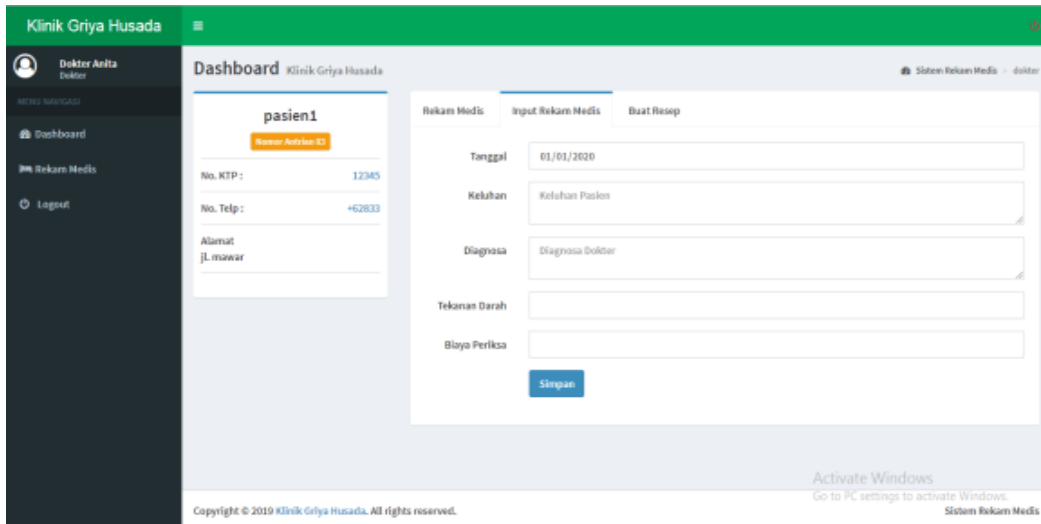 Klinik Griya Husada
Dokter Anita
Dokter
MENU NAVIGASI
Dashboard
Rekam Medis
Logout
Dashboard Klinik Griya Husada
Sistem Rekam Medis > dokter
pasien1
Nomor Antrian
No. KTP : 12345
No. Telp : +62833
Alamat
jl. mawar
Rekam Medis Input Rekam Medis Buat Resep
Tanggal 01/01/2020
Keluhan Keluhan Pasien
Diagnosa Diagnosa Dokter
Tekanan Darah
Biaya Periksa
Simpan
Activate Windows
Go to PC settings to activate Windows.
Copyright © 2019 Klinik Griya Husada. All rights reserved.
Sistem Rekam Medis